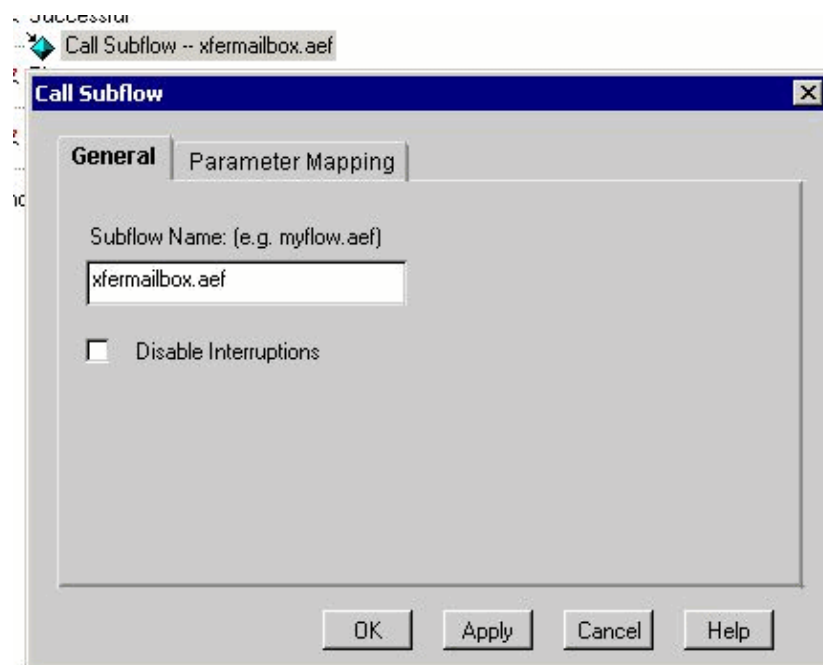 Successful
Call Subflow -- xfermailbox.aef
Call Subflow
General
Parameter Mapping
Subflow Name: (e.g. myflow.aef)
xfermailbox.aef
Disable Interruptions
OK
Apply
Cancel
Help